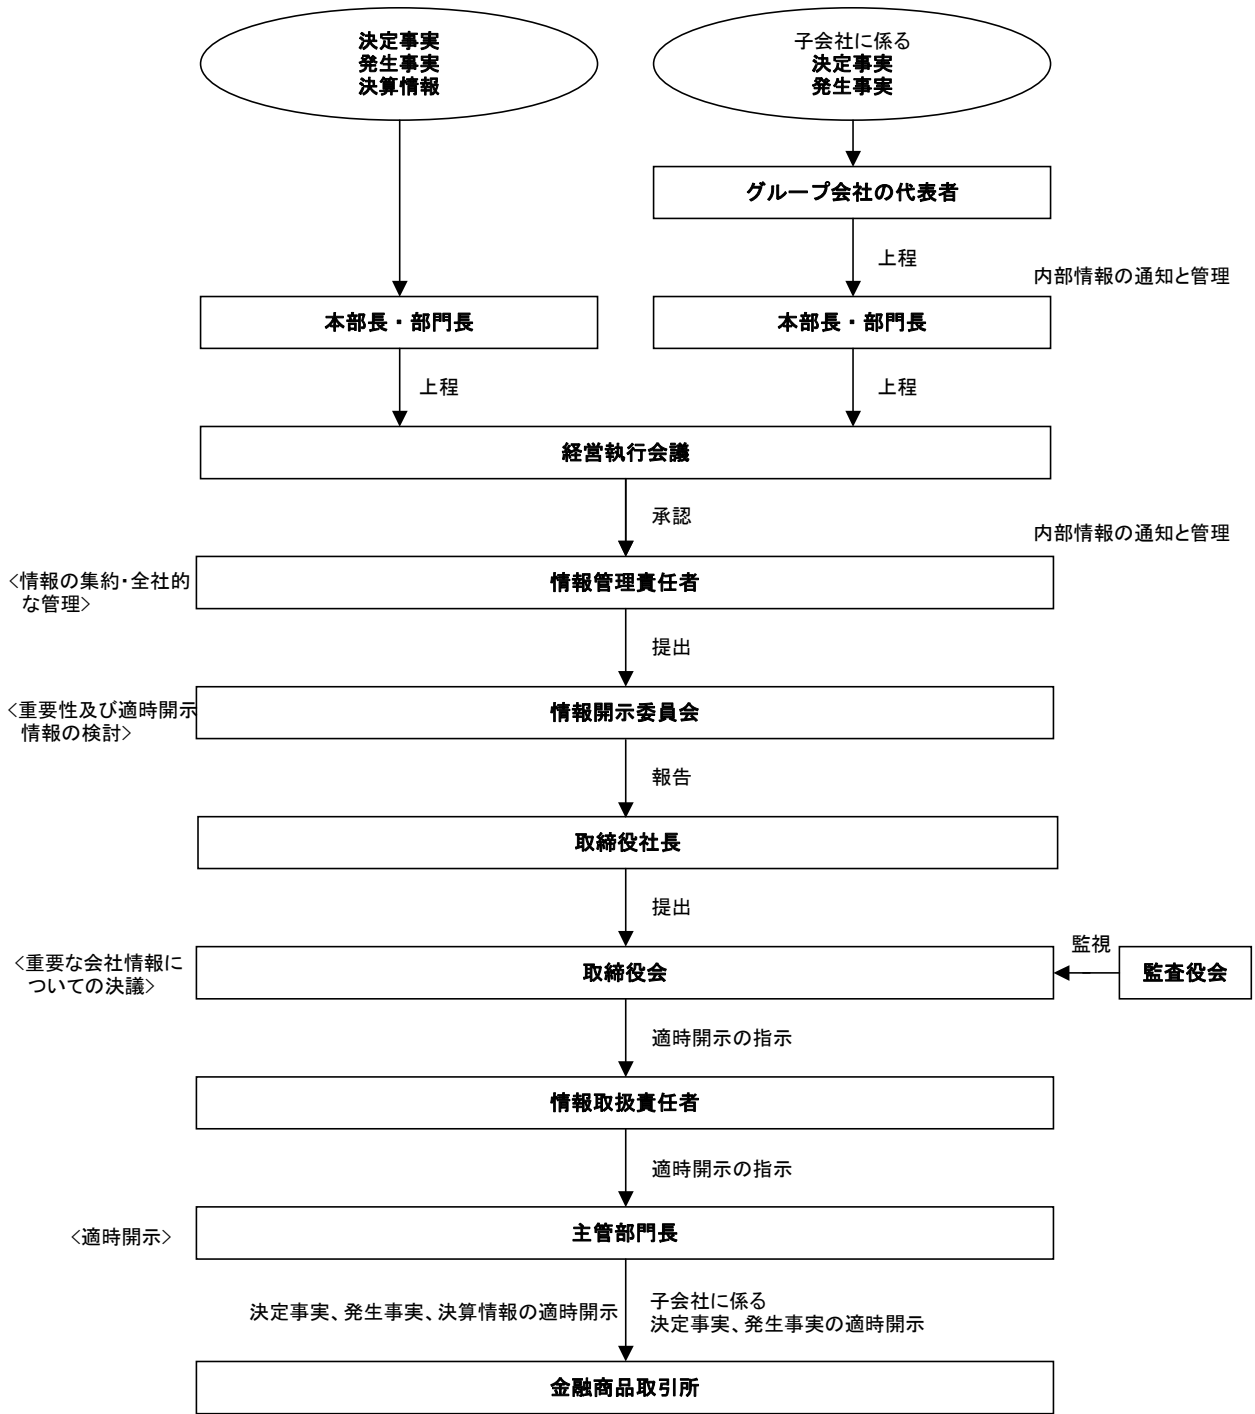 決定事実
発生事実
決算情報
子会社に係る
決定事実
発生事実
グループ会社の代表者
上程
内部情報の通知と管理
本部長・部門長
本部長・部門長
上程
上程
経営執行会議
承認
内部情報の通知と管理
<情報の集約・全社的
な管理>
情報管理責任者
提出
<重要性及び適時開示
情報の検討>
情報開示委員会
報告
取締役社長
提出
<重要な会社情報に
ついての決議>
取締役会
監視
監査役会
適時開示の指示
情報取扱責任者
適時開示の指示
<適時開示>
主管部門長
決定事実、発生事実、決算情報の適時開示
子会社に係る
決定事実、発生事実の適時開示
金融商品取引所